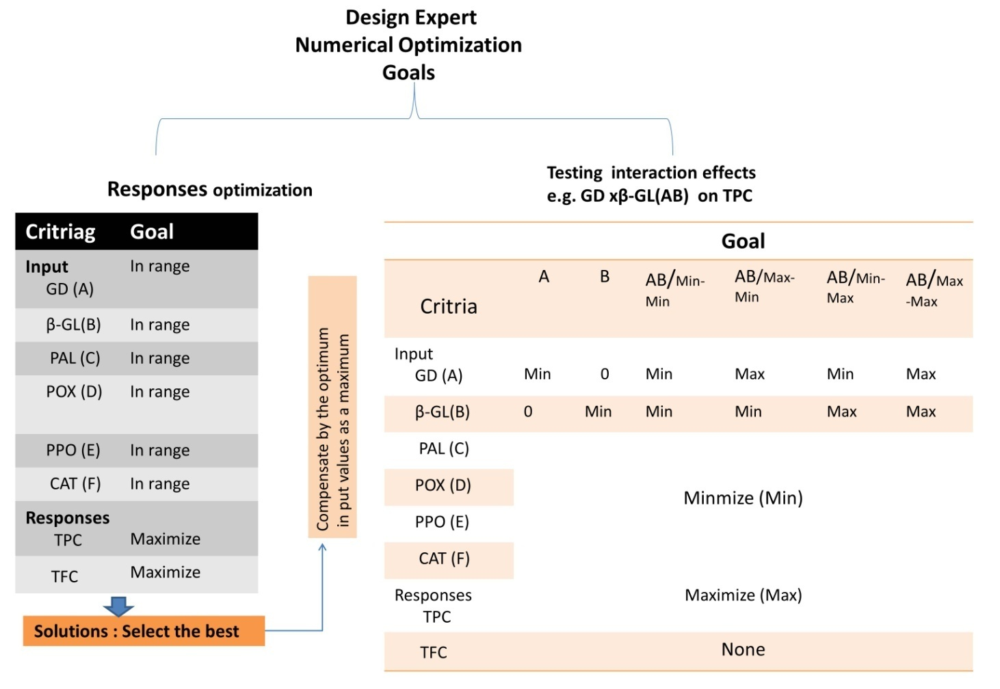 Design Expert
Numerical Optimization
Goals
Responses optimization
Critriag Goal
Input In range
GD (A)
β-GL(B) In range
PAL (C) In range
POX (D) In range
PPO (E) In range
CAT (F) In range
Responses
TPC Maximize
TFC Maximize
Solutions : Select the best
Compensate by the optimum
in put values as a maximum
Testing interaction effects
e.g. GD xβ-GL(AB) on TPC
Goal
Critria A B AB/Min- AB/Max- AB/Min- AB/Max
Min Min Max -Max
Input
GD (A) Min 0 Min Max Min Max
β-GL(B) 0 Min Min Min Max Max
PAL (C)
POX (D)
Minmize (Min)
PPO (E)
CAT (F)
Responses Maximize (Max)
TPC
TFC None